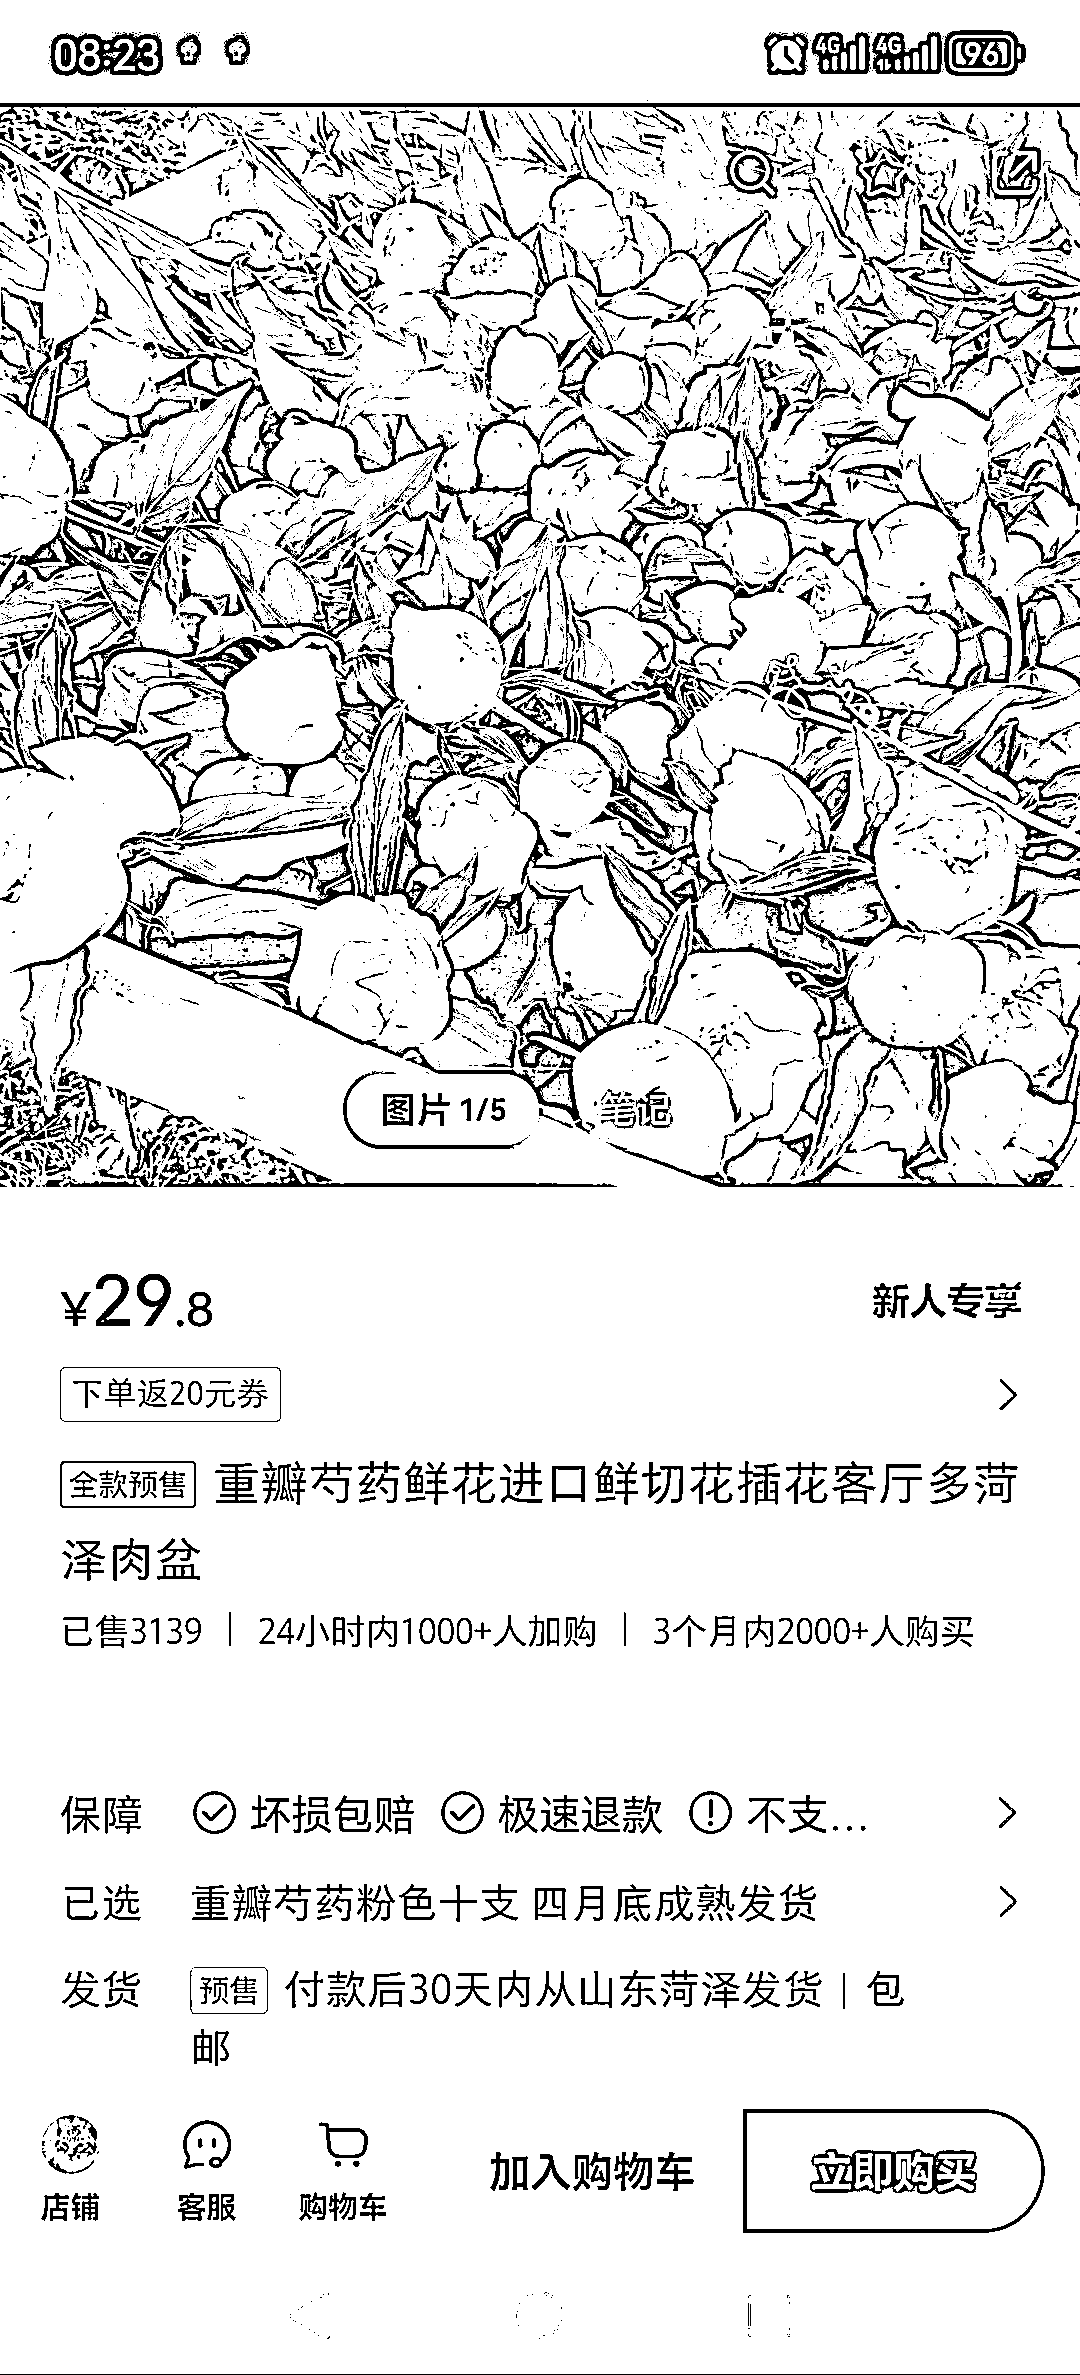 08:23
4G 4G 96
图片 1/5 笔记
¥29.8 新人专享
下单返20元券
全款预售 重瓣芍药鲜花进口鲜切花插花客厅多菏
泽肉盆
已售3139 | 24小时内1000+人加购 | 3个月内2000+人购买
保障 坏损包赔 极速退款 不支...
已选 重瓣芍药粉色十支 四月底成熟发货
发货 预售 付款后30天内从山东菏泽发货 | 包
邮
店铺 客服 购物车 加入购物车 立即购买